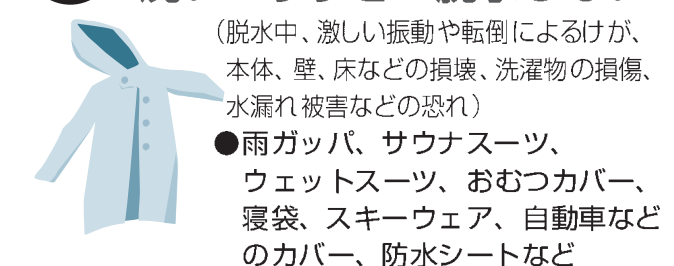 （脱水中、激しい振動や転倒によるけが、
本体、壁、床などの損壊、洗濯物の損傷、
水漏れ被害などの恐れ）
●雨ガッパ、サウナスーツ、
ウェットスーツ、おむつカバー、
寝袋、スキーウェア、自動車など
のカバー、防水シートなど